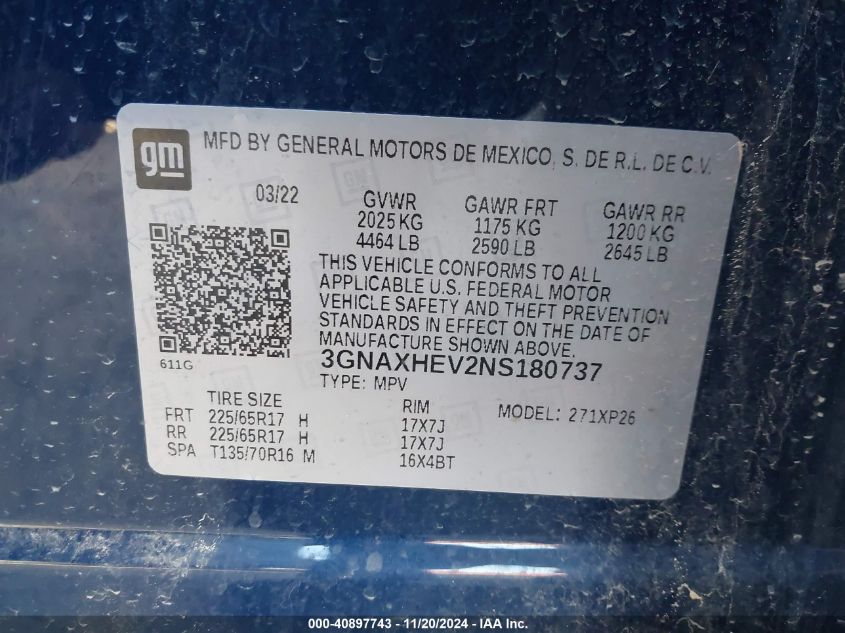 gm
MFD BY GENERAL MOTORS DE MEXICO, S. DE R.L. DE C.V.
03/22
GVWR GAWR FRT GAWR RR
2025 KG 1175 KG 1200 KG
4464 LB 2590 LB 2645 LB
THIS VEHICLE CONFORMS TO ALL
APPLICABLE U.S. FEDERAL MOTOR
VEHICLE SAFETY AND THEFT PREVENTION
STANDARDS IN EFFECT ON THE DATE OF
MANUFACTURE SHOWN ABOVE.
611G
3GNAXHEV2NS180737
TYPE: MPV
TIRE SIZE RIM MODEL: 271XP26
FRT 225/65R17 H 17X7J
RR 225/65R17 H 17X7J
SPA T135/70R16 M 16X4BT
000-40897743 - 11/20/2024 - WWW.IAAI.COM